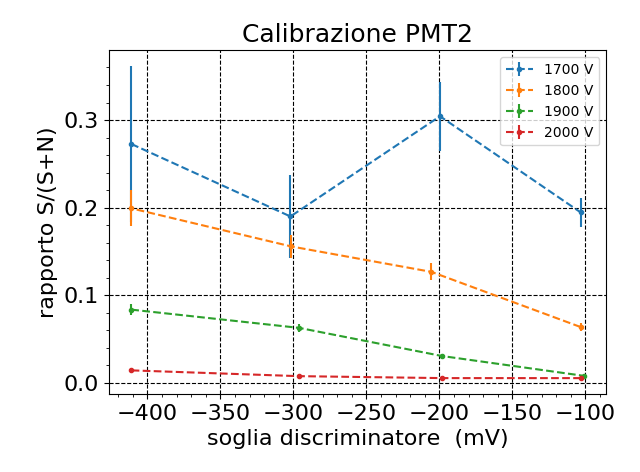 Calibrazione PMT2
1700 V
1800 V
1900 V
2000 V
rapporto S/(S+N)
0.3
0.2
0.1
0.0
−400 −350 −300 −250 −200 −150 −100
soglia discriminatore  (mV)